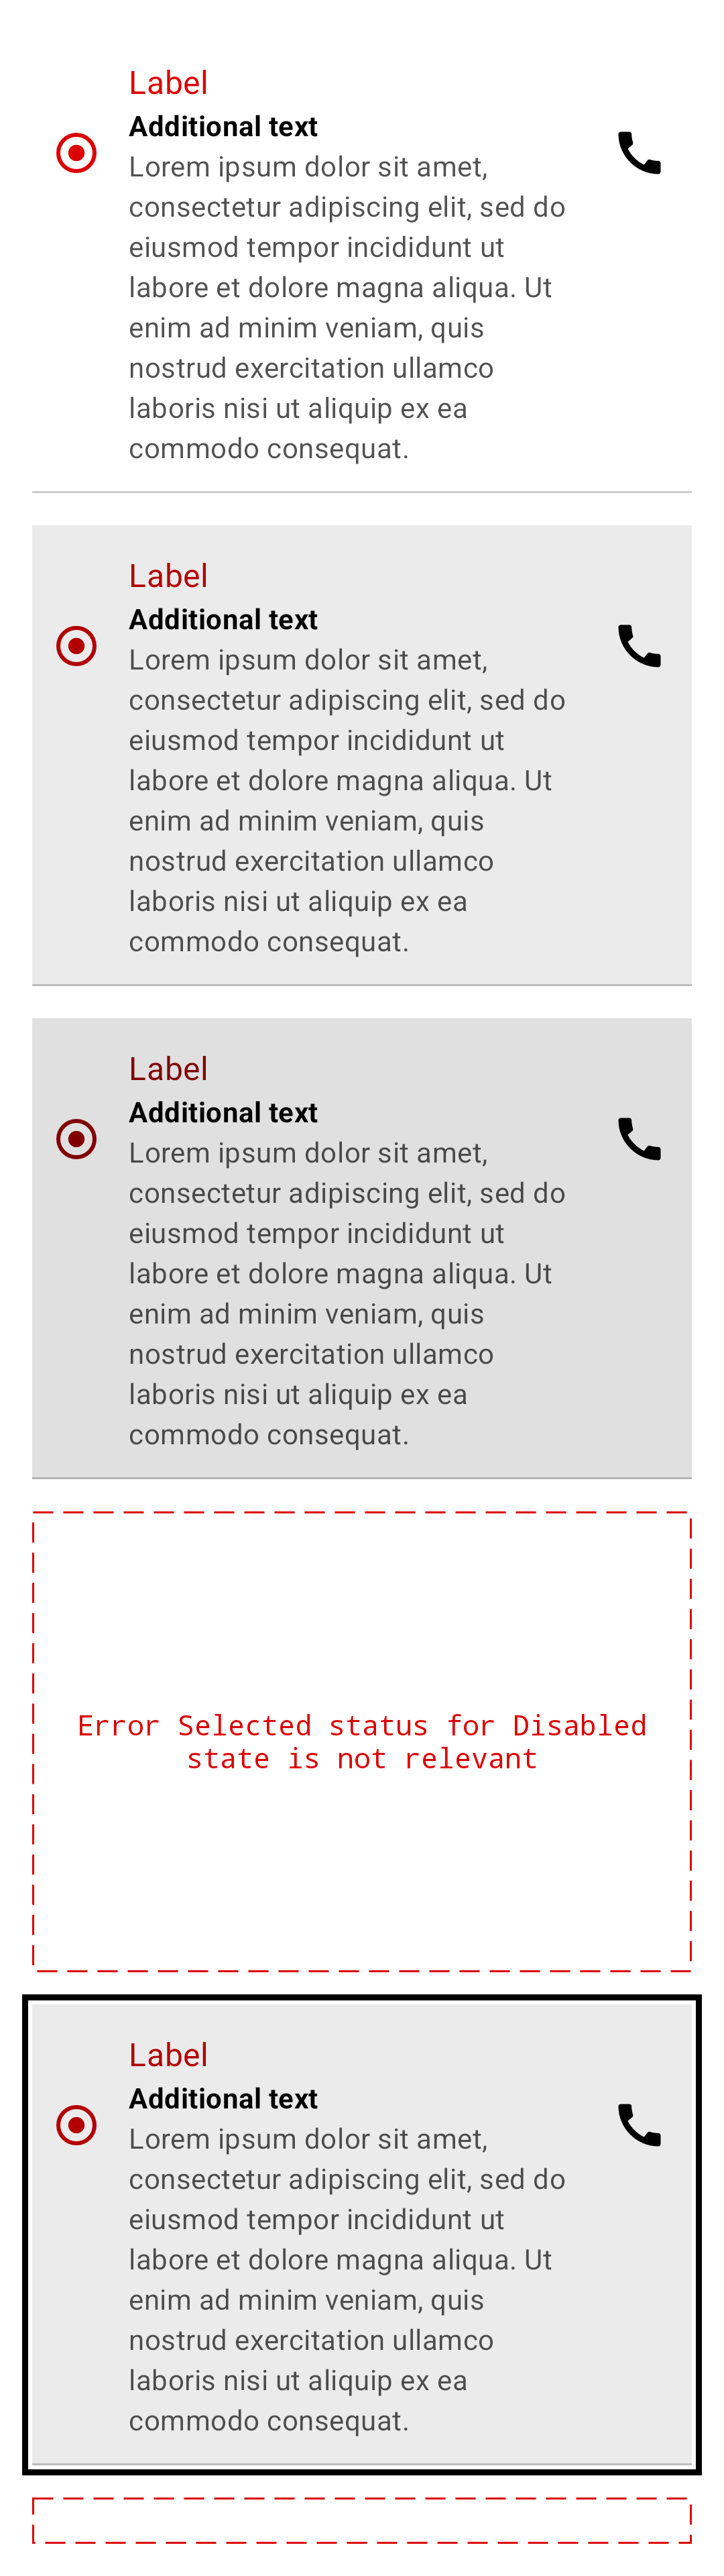 Label
Additional text
Lorem ipsum dolor sit amet,
consectetur adipiscing elit, sed do
eiusmod tempor incididunt ut
labore et dolore magna aliqua. Ut
enim ad minim veniam, quis
nostrud exercitation ullamco
laboris nisi ut aliquip ex ea
commodo consequat.
Label
Additional text
Lorem ipsum dolor sit amet,
consectetur adipiscing elit, sed do
eiusmod tempor incididunt ut
labore et dolore magna aliqua. Ut
enim ad minim veniam, quis
nostrud exercitation ullamco
laboris nisi ut aliquip ex ea
commodo consequat.
Label
Additional text
Lorem ipsum dolor sit amet,
consectetur adipiscing elit, sed do
eiusmod tempor incididunt ut
labore et dolore magna aliqua. Ut
enim ad minim veniam, quis
nostrud exercitation ullamco
laboris nisi ut aliquip ex ea
commodo consequat.
Error Selected status for Disabled
state is not relevant
Label
Additional text
Lorem ipsum dolor sit amet,
consectetur adipiscing elit, sed do
eiusmod tempor incididunt ut
labore et dolore magna aliqua. Ut
enim ad minim veniam, quis
nostrud exercitation ullamco
laboris nisi ut aliquip ex ea
commodo consequat.